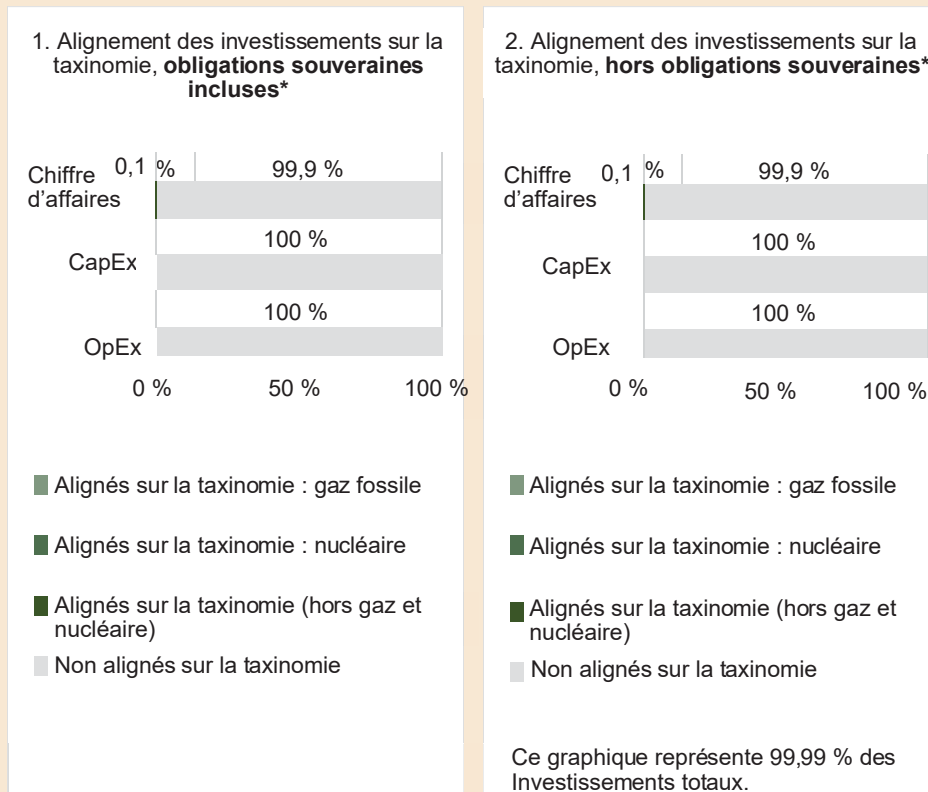 1. Alignement des investissements sur la
taxinomie, obligations souveraines
incluses*
Chiffre
d’affaires
0,1 %
99,9 %
CapEx
100 %
OpEx
100 %
0 %
50 %
100 %
Alignés sur la taxinomie : gaz fossile
Alignés sur la taxinomie : nucléaire
Alignés sur la taxinomie (hors gaz et
nucléaire)
Non alignés sur la taxinomie
2. Alignement des investissements sur la
taxinomie, hors obligations souveraines*
Chiffre
d’affaires
0,1 %
99,9 %
CapEx
100 %
OpEx
100 %
0 %
50 %
100 %
Alignés sur la taxinomie : gaz fossile
Alignés sur la taxinomie : nucléaire
Alignés sur la taxinomie (hors gaz et
nucléaire)
Non alignés sur la taxinomie
Ce graphique représente 99,99 % des
Investissements totaux.